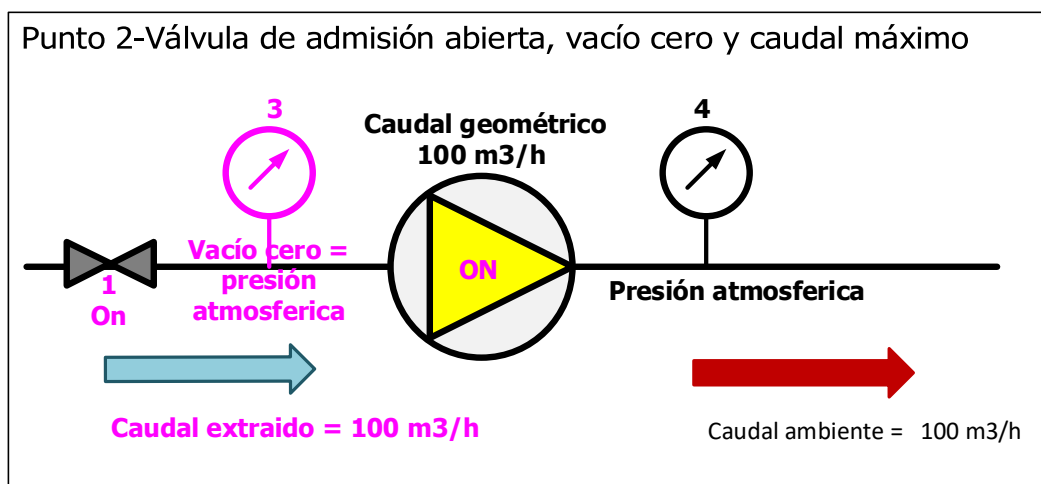 Punto 2-Válvula de admisión abierta, vacío cero y caudal máximo
3
Caudal geométrico
100 m3/h
4
Vacío cero =
presión
atmosferica
1
On
ON
Presión atmosferica
Caudal extraido = 100 m3/h
Caudal ambiente = 100 m3/h